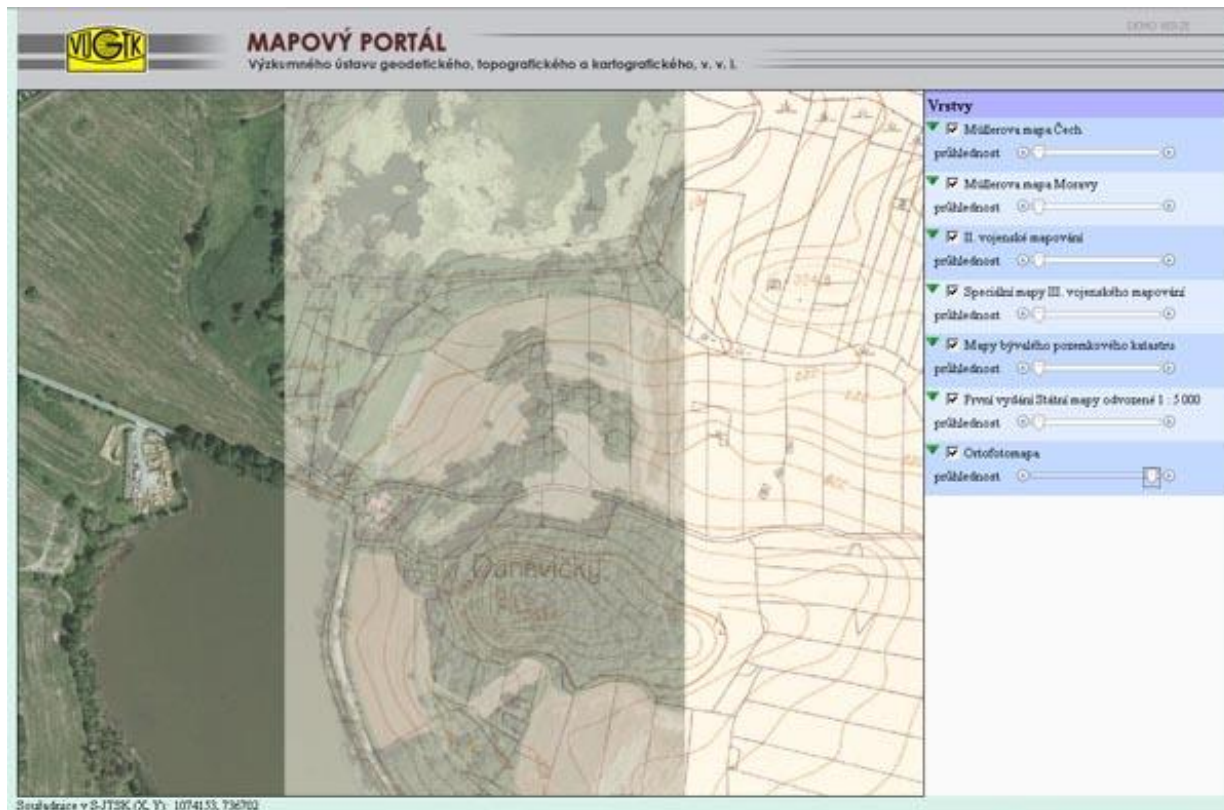 VÚGTK
MAPOVÝ PORTÁL
Výzkumného ústavu geodetického, topografického a kartografického, v. v. i.
DEMO VERZE
Vrstvy
Müllerova mapa Čech
průhlednost
Müllerova mapa Moravy
průhlednost
II. vojenské mapování
průhlednost
Speciální mapy III. vojenského mapování
průhlednost
Mapy bývalého pozemkového katastru
průhlednost
První vydání Státní mapy odvozené 1 : 5 000
průhlednost
Ortofotomapa
průhlednost
Souřadnice v S-JTSK (X, Y): 1074153, 736702